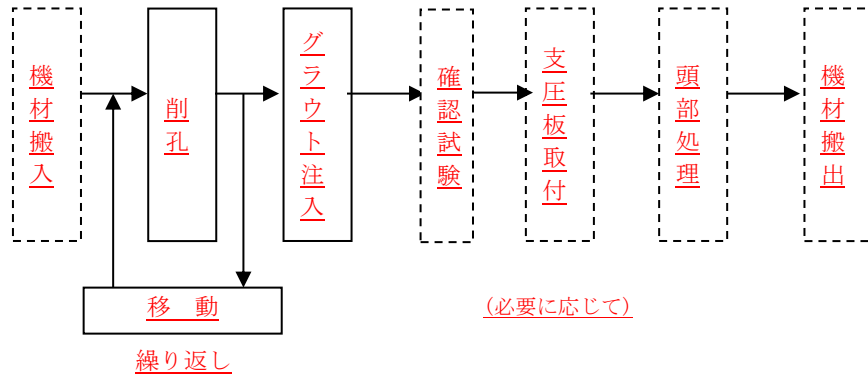 機材搬入
削孔
グラウト注入
確認試験
支圧板取付
頭部処理
機材搬出
移　動
（必要に応じて）
繰り返し